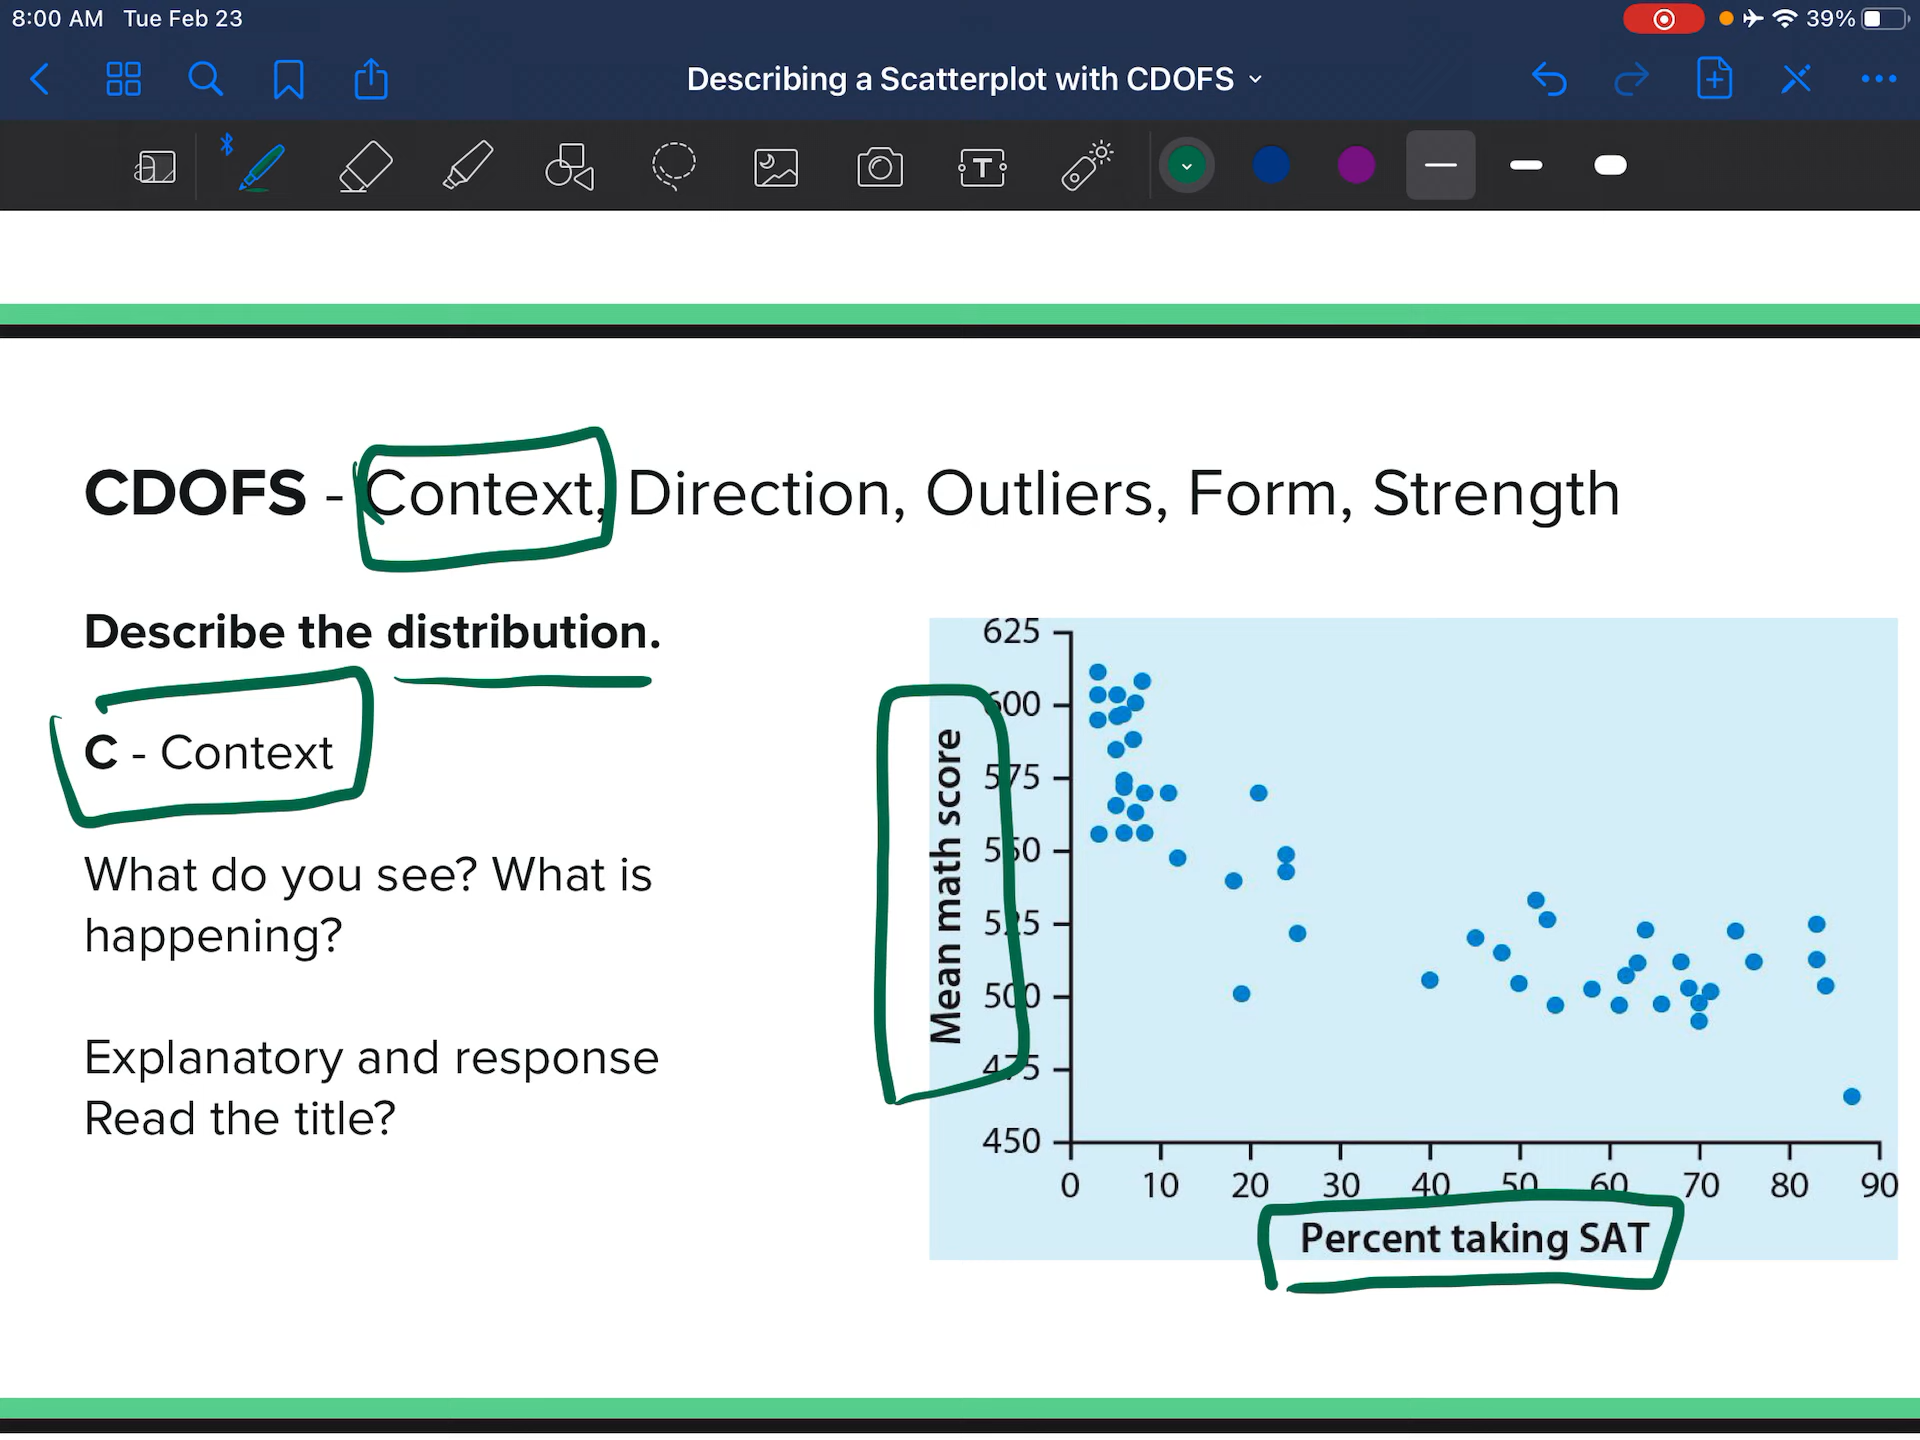 8:00 AM Tue Feb 23
39%
Describing a Scatterplot with CDOFS
T
CDOFS - Context, Direction, Outliers, Form, Strength
Describe the distribution.
C - Context
What do you see? What is
happening?
Explanatory and response
Read the title?
Mean math score
625
600
575
550
525
500
475
450
0 10 20 30 40 50 60 70 80 90
Percent taking SAT